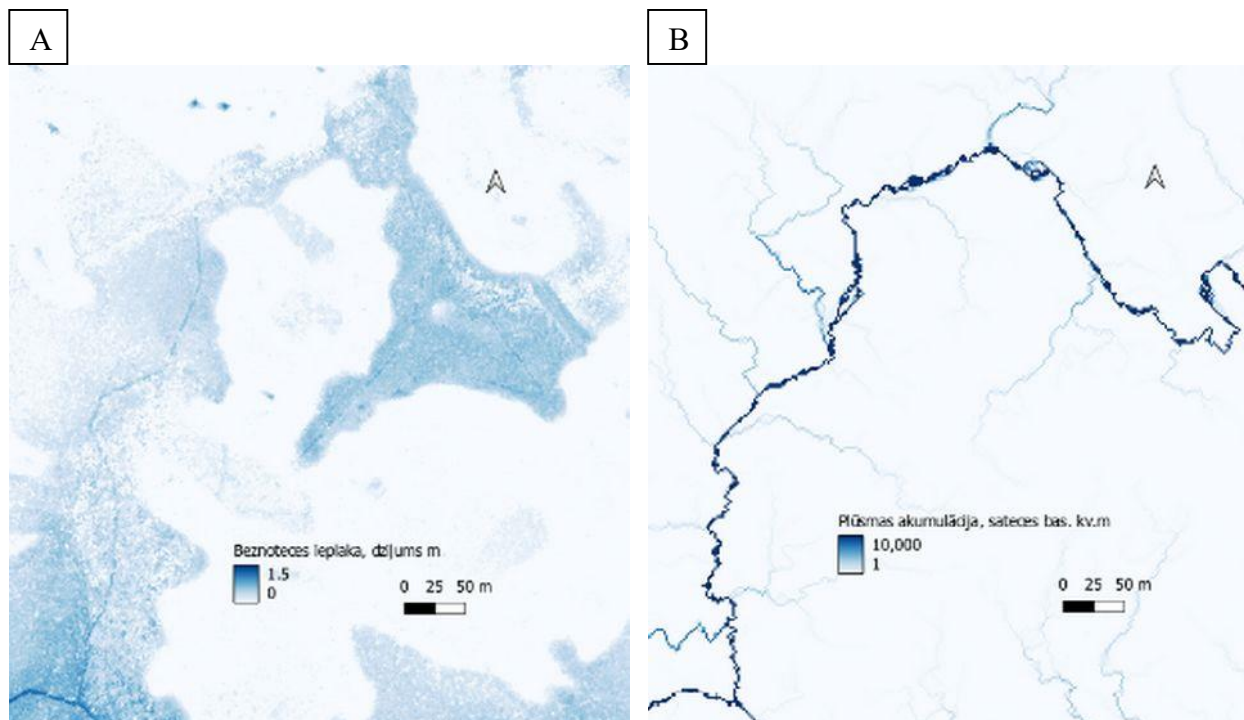 A
B
Beznoteces ieplaka, dziļums m
1.5
0
0 25 50 m
Plūsmas akumulācija, sateces bas. kv.m
10,000
1
0 25 50 m